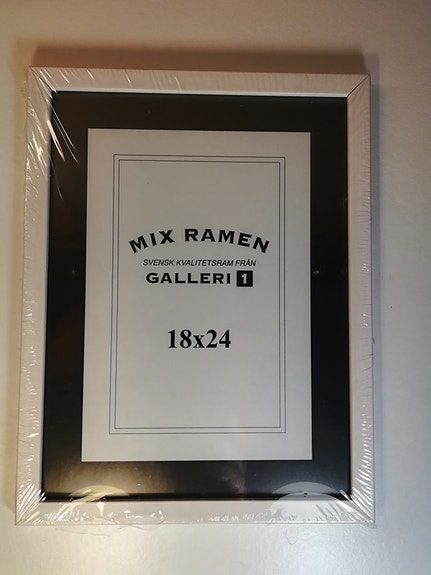 MIX RAMEN
SVENSK KVALITETSRAM FRÅN
GALLERI 1
18x24